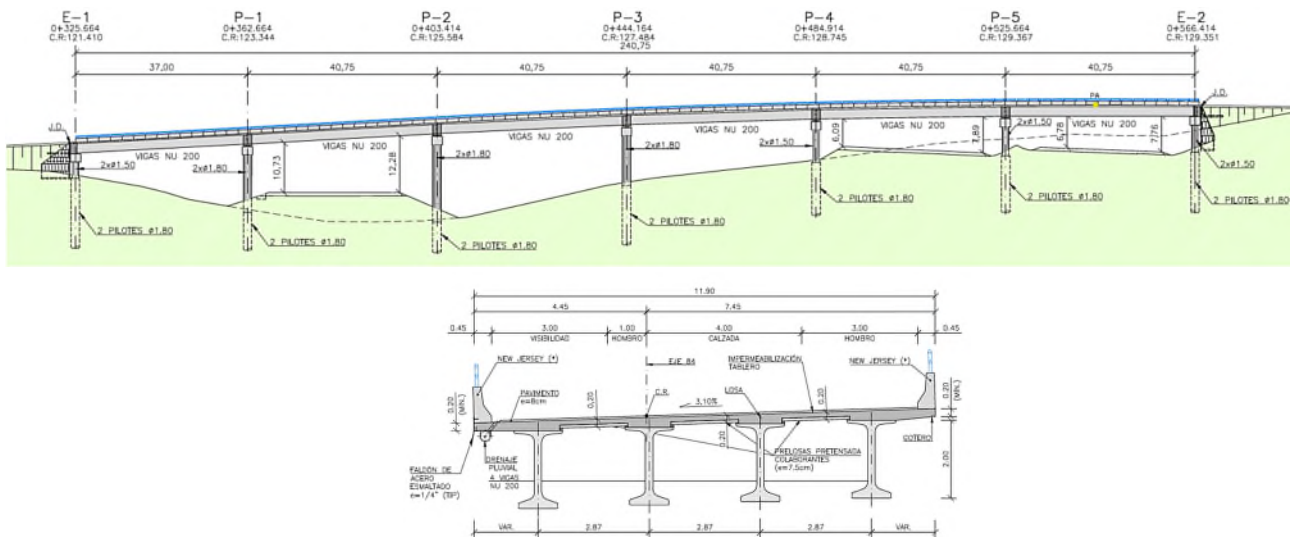 E-1 P-1 P-2 P-3 P-4 P-5 E-2
0+325.664 0+362.664 0+403.414 0+444.164 0+484.914 0+525.664 0+566.414
C.R:121.410 C.R:123.344 C.R:125.584 C.R:127.484 C.R:128.745 C.R:129.367 C.R:129.351
240,75
37,00 40,75 40,75 40,75 40,75 40,75
PA
J.D. J.D.
VIGAS NU 200 VIGAS NU 200 VIGAS NU 200 VIGAS NU 200 VIGAS NU 200 VIGAS NU 200
2xø1.50 2xø1.80 2xø1.80 2xø1.80 2xø1.50 2xø1.50 2xø1.50
10,73 12,28 6,09 7,89 6,78 7,76
2 PILOTES ø1.80 2 PILOTES ø1.80 2 PILOTES ø1.80 2 PILOTES ø1.80 2 PILOTES ø1.80 2 PILOTES ø1.80 2 PILOTES ø1.80
11.90
4.45 7.45
0.45 3.00 1.00 4.00 3.00 0.45
VISIBILIDAD HOMBRO CALZADA HOMBRO
NEW JERSEY (*) EJE 84 IMPERMEABILIZACIÓN TABLERO NEW JERSEY (*)
0.20 (MÍN.) PAVIMENTO e=8cm 0,20 C.R. 3,10% LOSA 0.20 0.20 (MÍN.)
0.20
GOTERO
2.00
FALDÓN DE ACERO ESMALTADO e=1/4" (TIP)
DRENAJE PLUVIAL
4 VIGAS NU 200
PRELOSAS PRETENSADA COLABORANTES (e=7.5cm)
VAR. 2.87 2.87 2.87 VAR.